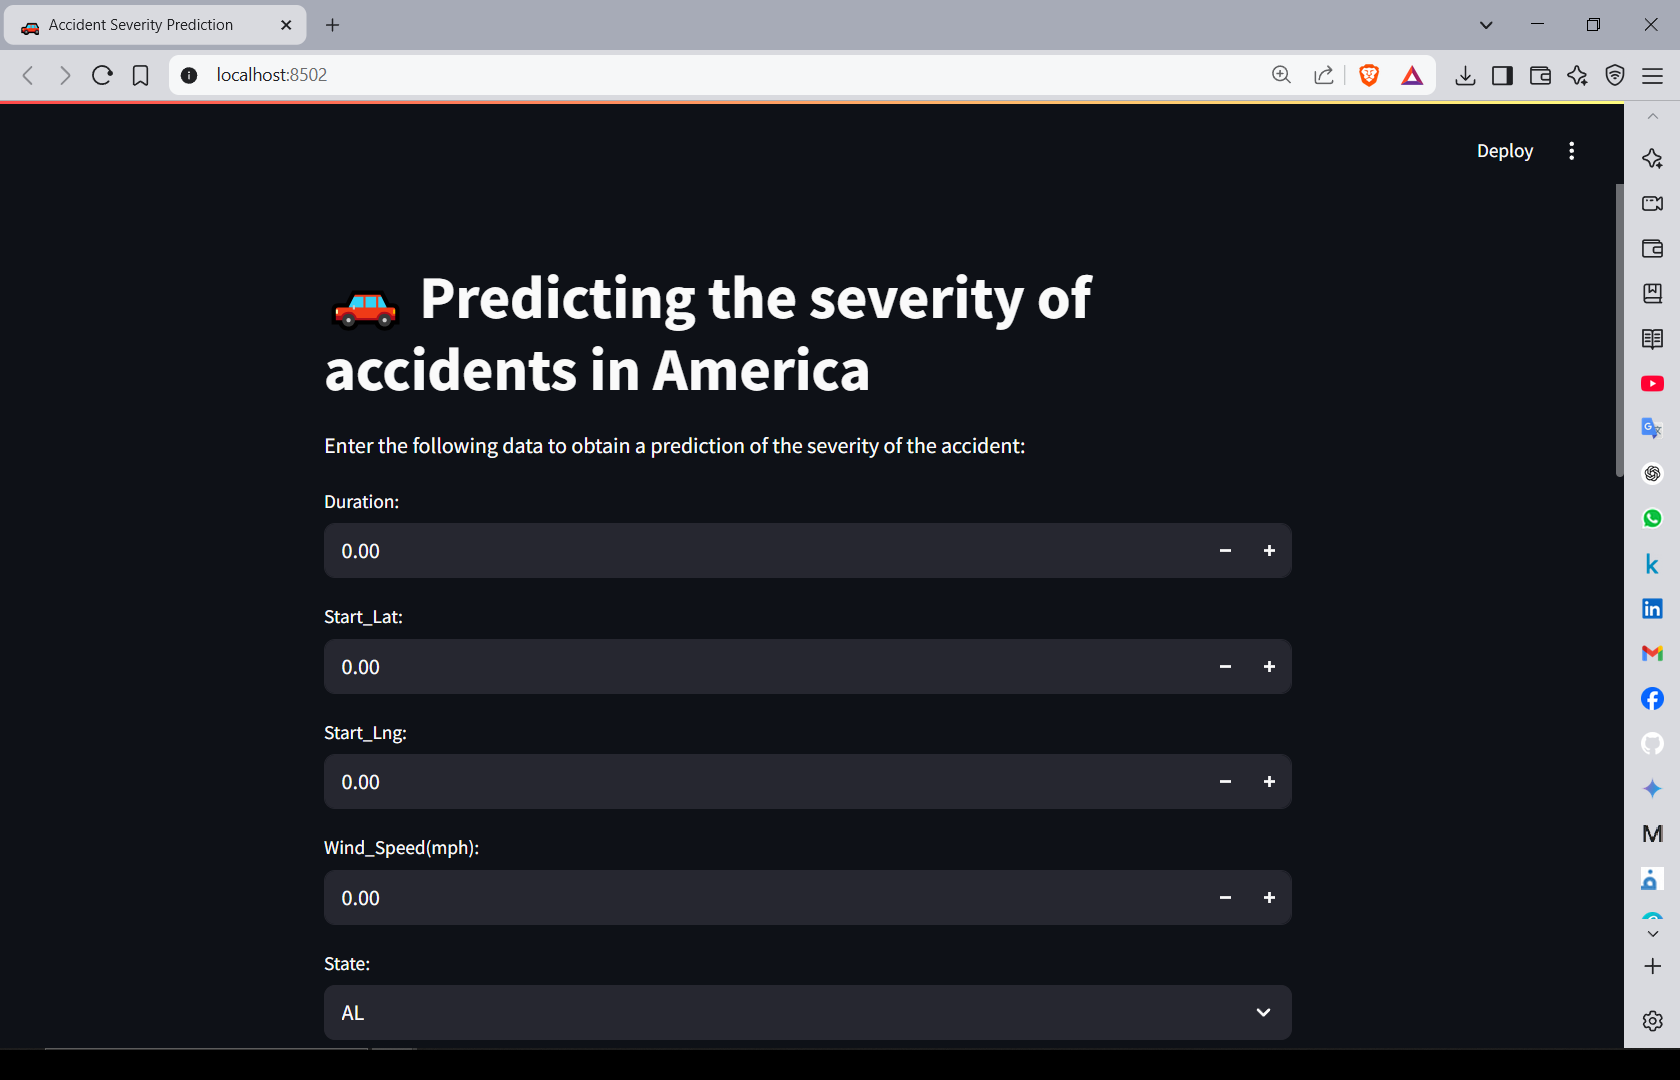 Accident Severity Prediction
localhost:8502
Deploy
Predicting the severity of
accidents in America
Enter the following data to obtain a prediction of the severity of the accident:
Duration:
0.00
Start_Lat:
0.00
Start_Lng:
0.00
Wind_Speed(mph):
0.00
State:
AL